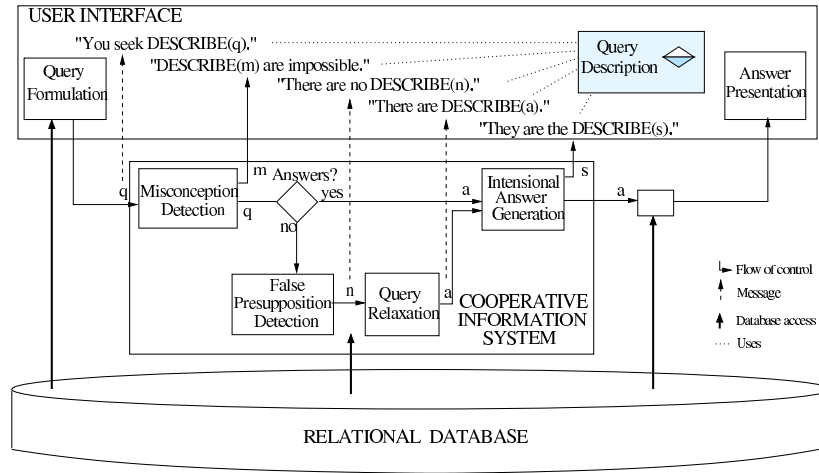 USER INTERFACE
"You seek DESCRIBE(q)."
"DESCRIBE(m) are impossible."
"There are no DESCRIBE(n)."
"There are DESCRIBE(a)."
"They are the DESCRIBE(s)."
Query
Formulation
Query
Description
Answer
Presentation
q
Misconception
Detection
m
q
Answers?
yes
no
a
Intensional
Answer
Generation
s
a
False
Presupposition
Detection
n
Query
Relaxation
a
COOPERATIVE
INFORMATION
SYSTEM
Flow of control
Message
Database access
Uses
RELATIONAL DATABASE